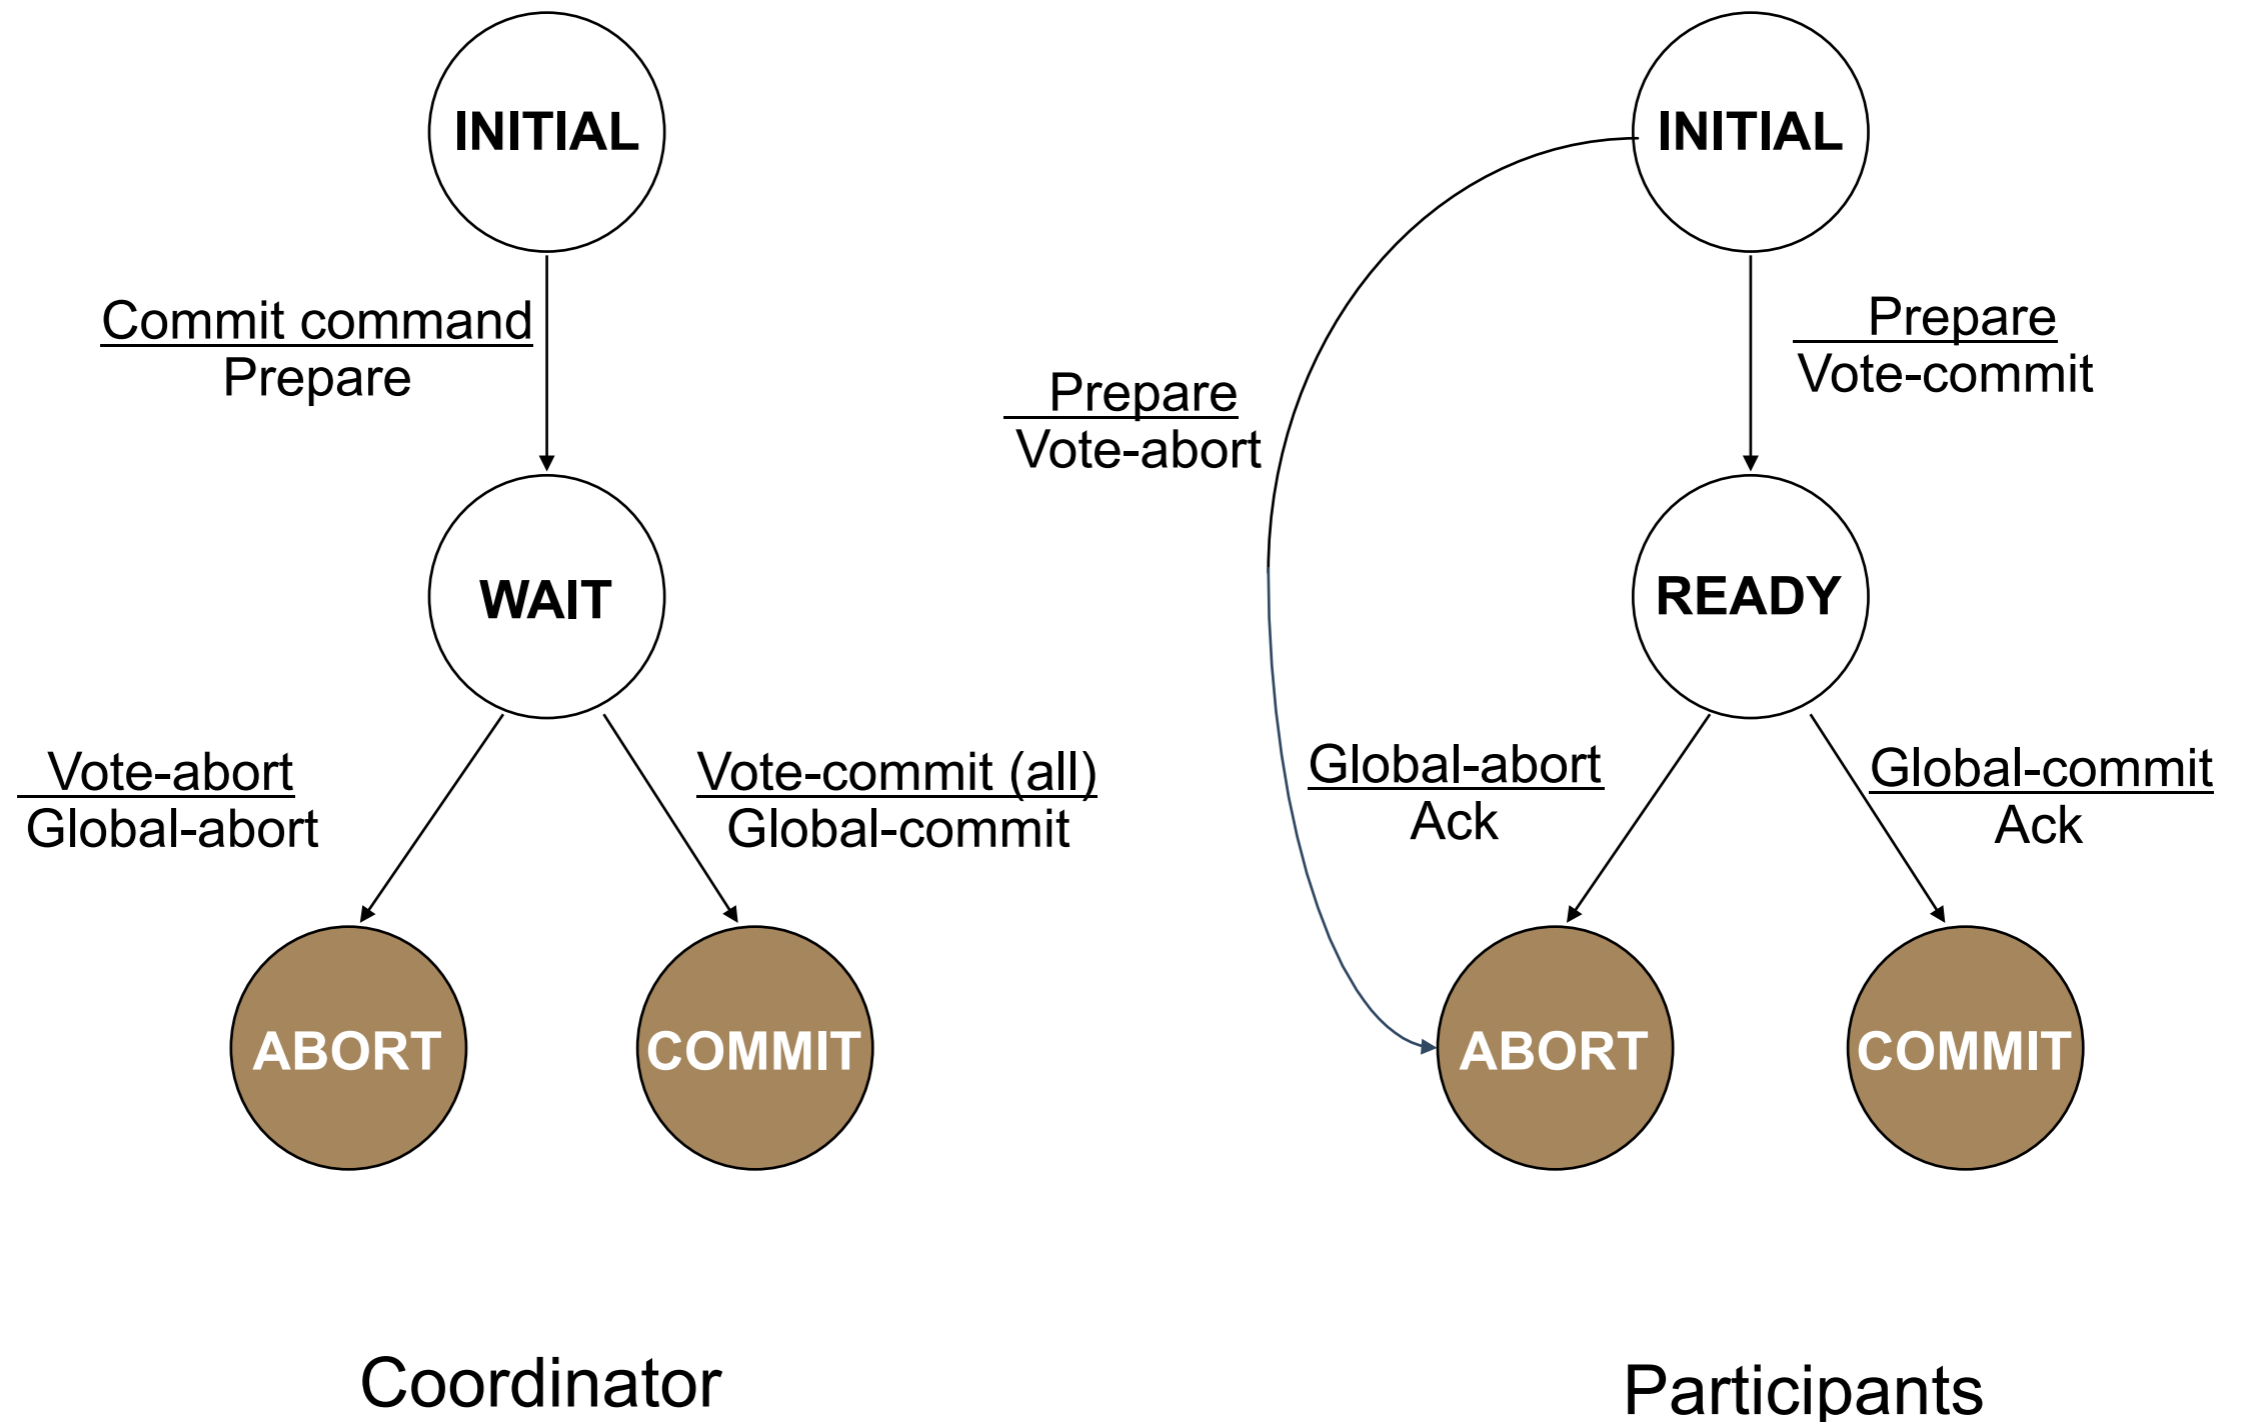 INITIAL
Commit command
Prepare
WAIT
Vote-abort
Global-abort
Vote-commit (all)
Global-commit
ABORT
COMMIT
Coordinator
INITIAL
Prepare
Vote-commit
Prepare
Vote-abort
READY
Global-abort
Ack
Global-commit
Ack
ABORT
COMMIT
Participants